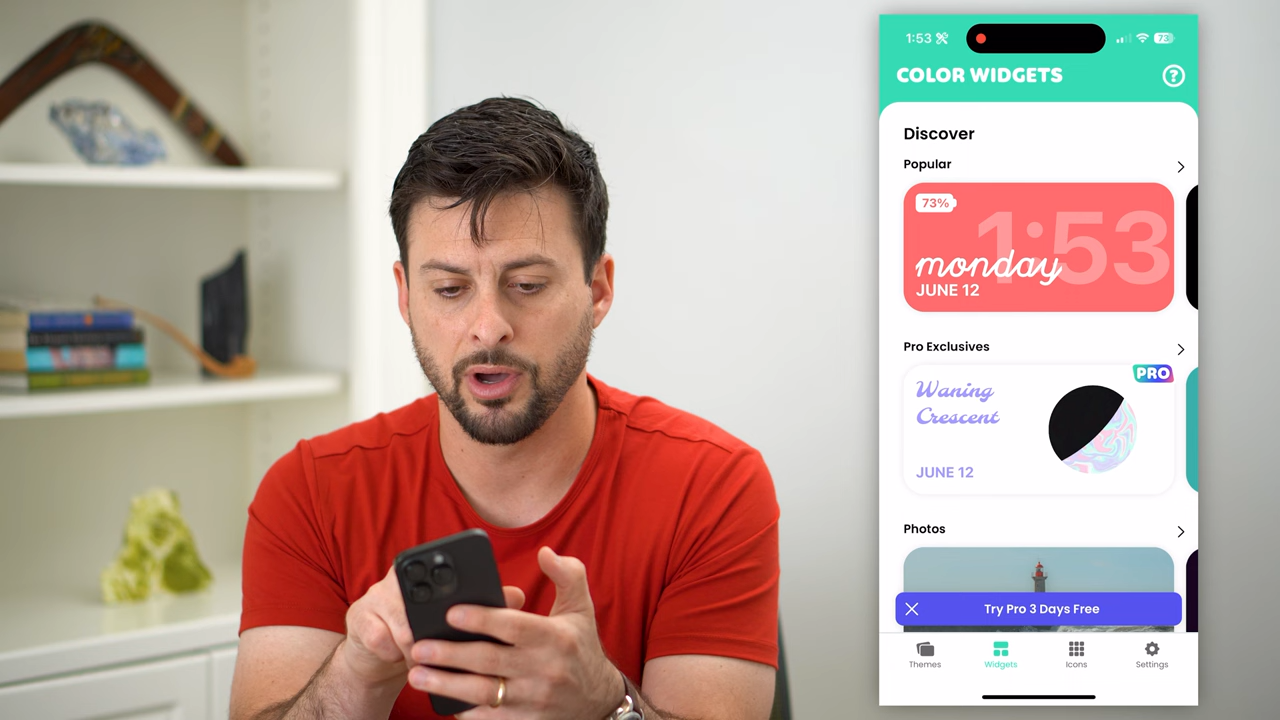 1:53
73
COLOR WIDGETS
?
Discover
Popular
73%
1:53
monday
JUNE 12
Pro Exclusives
PRO
Waning
Crescent
JUNE 12
Photos
Try Pro 3 Days Free
Themes
Widgets
Icons
Settings